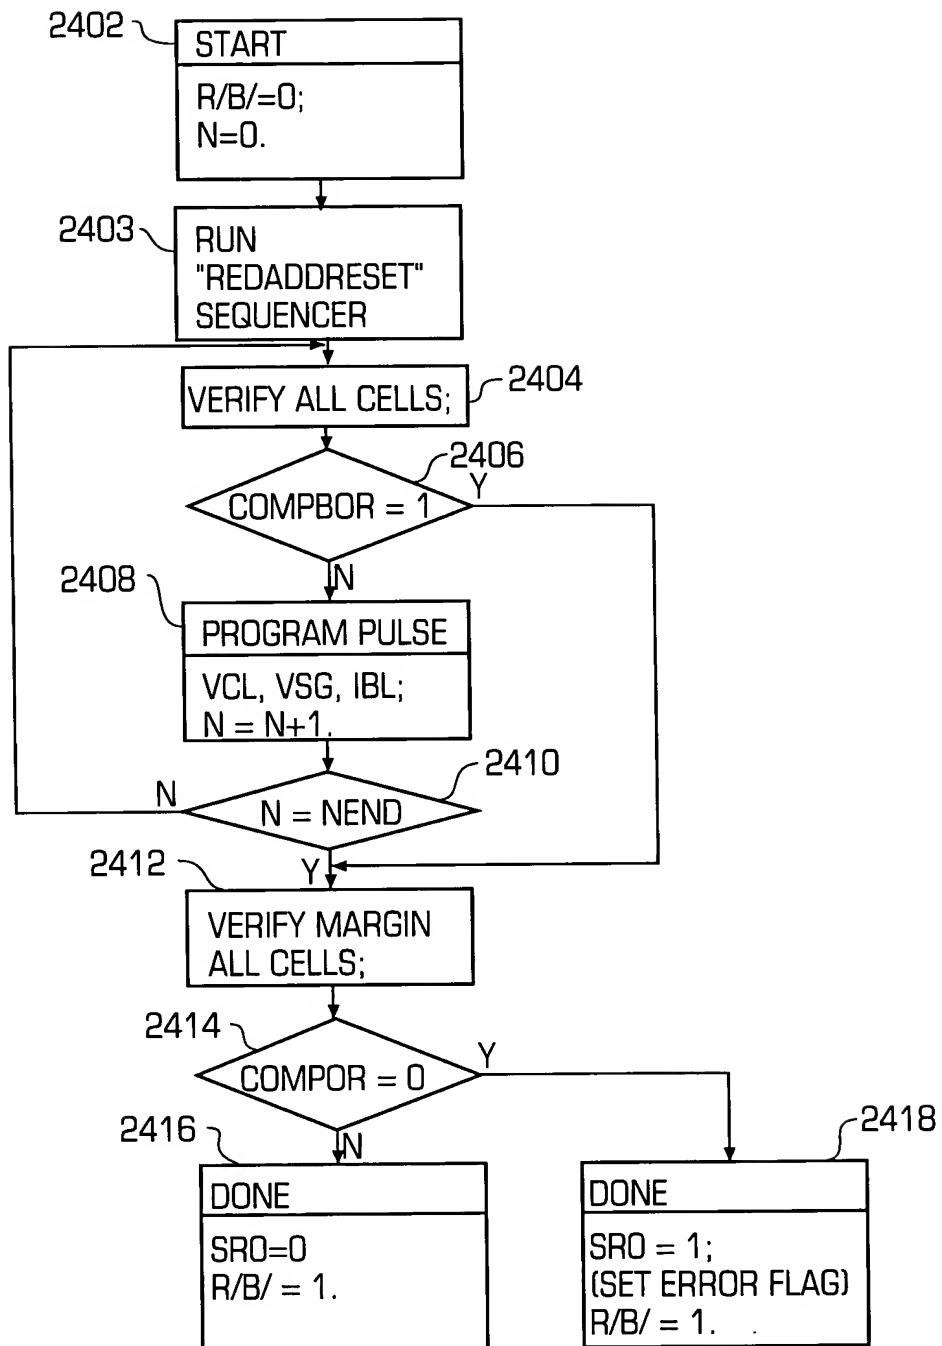 2402
START
R/B/=0;
N=0.
2403
RUN
"REDADDRESET"
SEQUENCER
VERIFY ALL CELLS;
2404
2406
COMPBOR = 1
Y
N
2408
PROGRAM PULSE
VCL, VSG, IBL;
N = N+1.
2410
N = NEND
N
Y
2412
VERIFY MARGIN
ALL CELLS;
2414
COMPOR = 0
Y
N
2416
DONE
SR0=0
R/B/ = 1.
2418
DONE
SR0 = 1;
(SET ERROR FLAG)
R/B/ = 1.